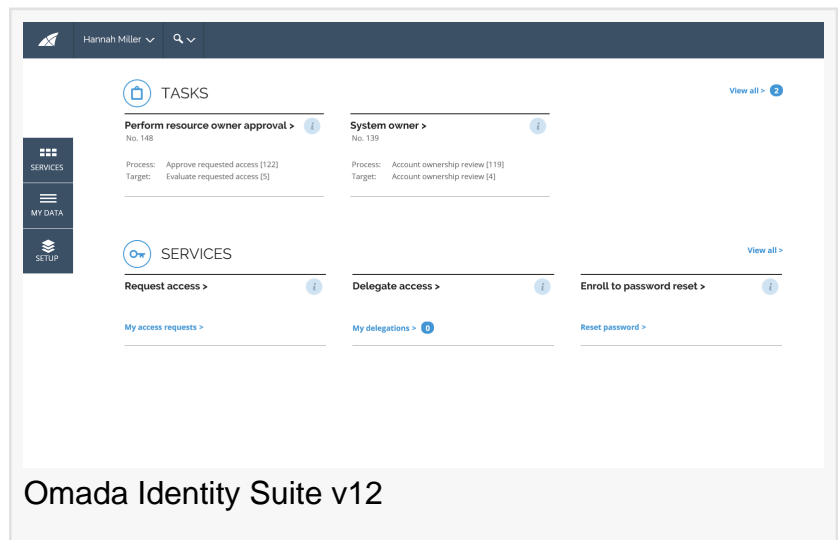 Hannah Miller
TASKS
View all > 2
Perform resource owner approval > i
No. 148
Process: Approve requested access [122]
Target: Evaluate requested access [5]
System owner > i
No. 139
Process: Account ownership review [119]
Target: Account ownership review [4]
SERVICES
MY DATA
SETUP
SERVICES
View all >
Request access > i
My access requests >
Delegate access > i
My delegations > 0
Enroll to password reset > i
Reset password >
Omada Identity Suite v12